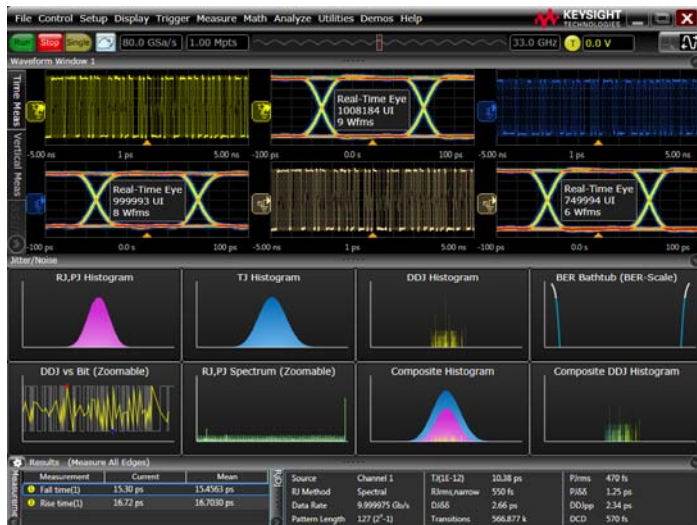 File Control Setup Display Trigger Measure Math Analyze Utilities Demos Help
KEYSIGHT
TECHNOLOGIES
Run Stop Single 80.0 GSa/s 1.00 Mpts 33.0 GHz T 0.0 V
Waveform Window 1
Time Meas
Vertical Meas
Real-Time Eye
1008184 UI
9 Wfms
-5.00 ns 1 ps 5.00 ns -100 ps 0.0 s 100 ps -5.00 ns 1 ps 5.00 ns
Real-Time Eye
999993 UI
8 Wfms
Real-Time Eye
749994 UI
6 Wfms
-100 ps 0.0 s 100 ps -5.00 ns 1 ps 5.00 ns -100 ps 0.0 s 100 ps
Jitter/Noise
RJ,PJ Histogram
TJ Histogram
DDJ Histogram
BER Bathtub (BER-Scale)
DDJ vs Bit (Zoomable)
RJ,PJ Spectrum (Zoomable)
Composite Histogram
Composite DDJ Histogram
Results (Measure All Edges)
Measurement Current Mean
Fall time(1) 15.30 ps 15.4563 ps
Rise time(1) 16.72 ps 16.7030 ps
Source Channel 1 TJ(1E-12) 10.38 ps PJrms 470 fs
RJ Method Spectral RJrms,narrow 550 fs PJδδ 1.25 ps
Data Rate 9.999975 Gb/s DJδδ 2.66 ps DDJpp 2.34 ps
Pattern Length 127 (2⁷-1) Transitions 566.877 k DCD 570 fs